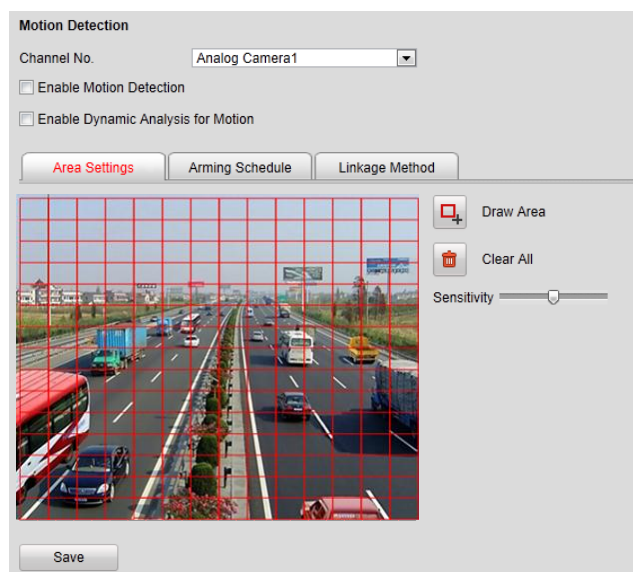 Motion Detection
Channel No. Analog Camera1
Enable Motion Detection
Enable Dynamic Analysis for Motion
Area Settings Arming Schedule Linkage Method
Draw Area
Clear All
Sensitivity
Save